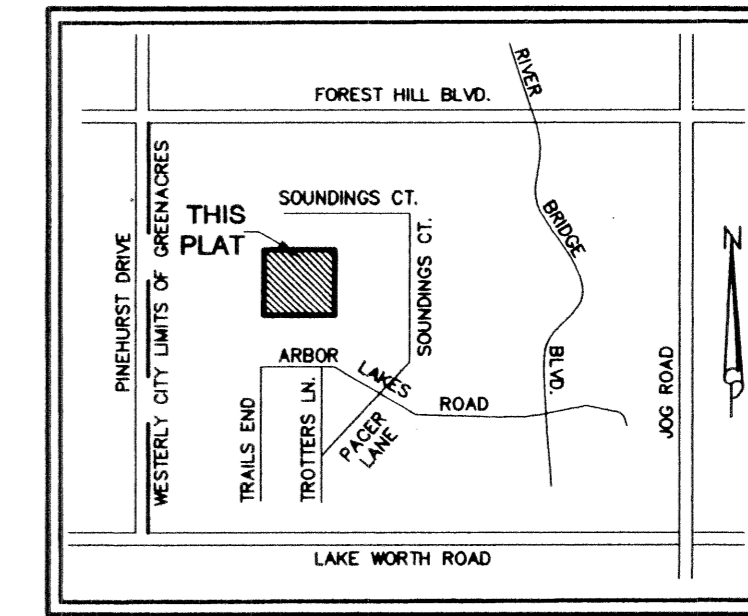 FOREST HILL BLVD.
RIVER
BRIDGE
BLVD.
SOUNDINGS CT.
THIS
PLAT
SOUNDINGS CT.
PINEHURST DRIVE
WESTERLY CITY LIMITS OF GREENACRES
N
ARBOR
LAKES
ROAD
JOG ROAD
TRAILS END
TROTTERS LN.
PACER
LANE
LAKE WORTH ROAD